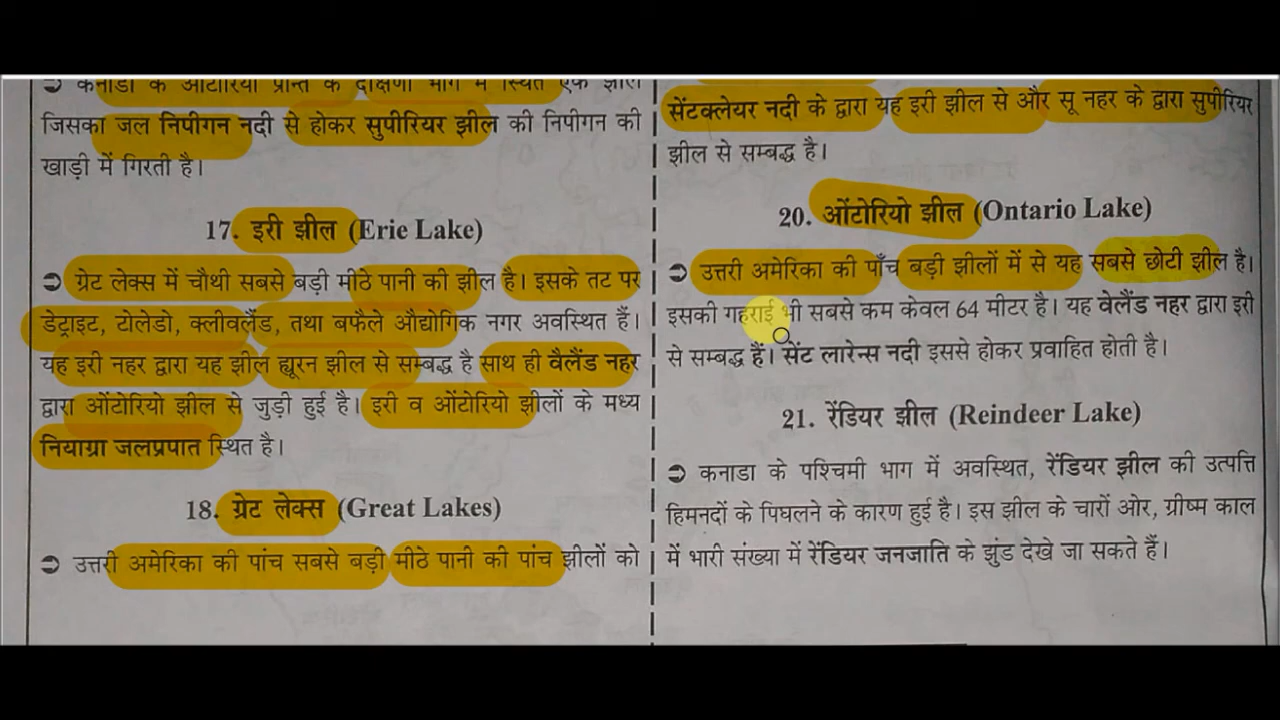 कनाडा के ओंटारियो प्रान्त के दक्षिणी भाग में स्थित एक झील
जिसका जल निपीगन नदी से होकर सुपीरियर झील की निपीगन की
खाड़ी में गिरती है।
17. इरी झील (Erie Lake)
➲ ग्रेट लेक्स में चौथी सबसे बड़ी मीठे पानी की झील है। इसके तट पर
डेट्राइट, टोलेडो, क्लीवलैंड, तथा बफैले औद्योगिक नगर अवस्थित हैं।
यह इरी नहर द्वारा यह झील ह्यूरन झील से सम्बद्ध है साथ ही वैलैंड नहर
द्वारा ओंटोरियो झील से जुड़ी हुई है। इरी व ओंटोरियो झीलों के मध्य
नियाग्रा जलप्रपात स्थित है।
18. ग्रेट लेक्स (Great Lakes)
➲ उत्तरी अमेरिका की पांच सबसे बड़ी मीठे पानी की पांच झीलों को
सेंटक्लेयर नदी के द्वारा यह इरी झील से और सू नहर के द्वारा सुपीरियर
झील से सम्बद्ध है।
20. ओंटोरियो झील (Ontario Lake)
➲ उत्तरी अमेरिका की पाँच बड़ी झीलों में से यह सबसे छोटी झील है।
इसकी गहराई भी सबसे कम केवल 64 मीटर है। यह वेलैंड नहर द्वारा इरी
से सम्बद्ध हैं। सेंट लारेन्स नदी इससे होकर प्रवाहित होती है।
21. रेंडियर झील (Reindeer Lake)
➲ कनाडा के पश्चिमी भाग में अवस्थित, रेंडियर झील की उत्पत्ति
हिमनदों के पिघलने के कारण हुई है। इस झील के चारों ओर, ग्रीष्म काल
में भारी संख्या में रेंडियर जनजाति के झुंड देखे जा सकते हैं।